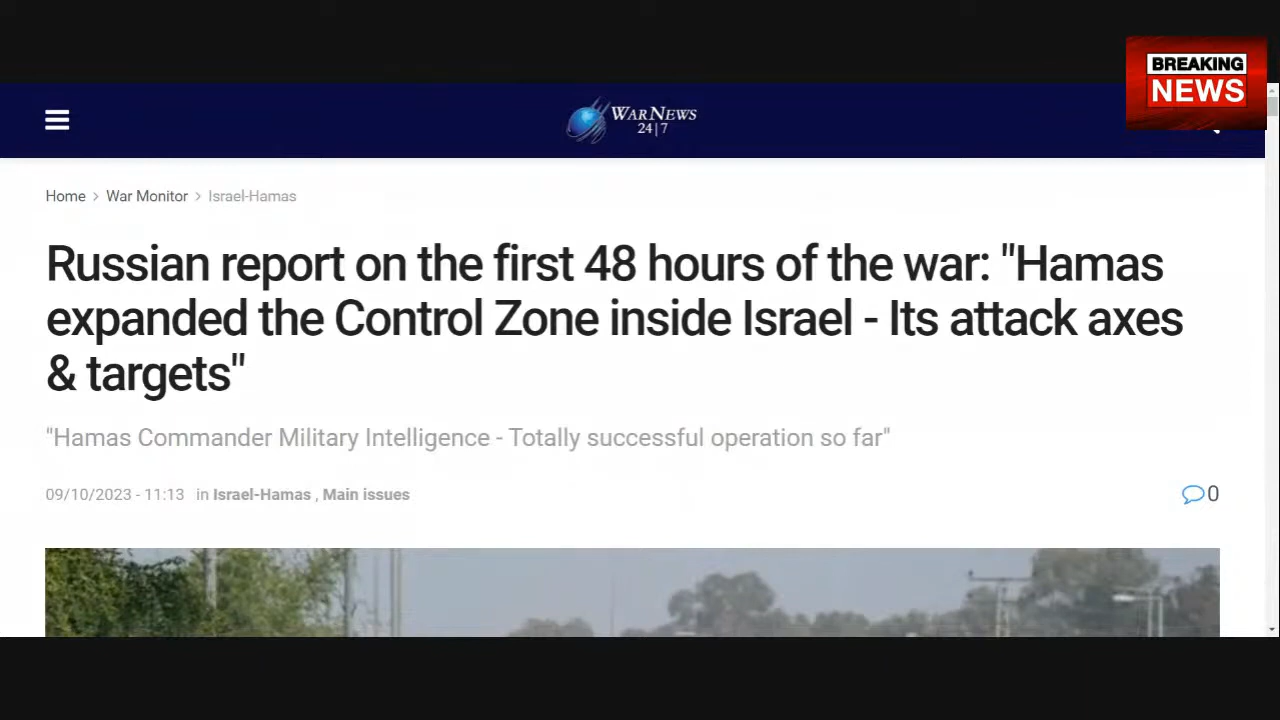 BREAKING
NEWS
WAR NEWS
24|7
Home > War Monitor > Israel-Hamas
Russian report on the first 48 hours of the war: "Hamas
expanded the Control Zone inside Israel - Its attack axes
& targets"
"Hamas Commander Military Intelligence - Totally successful operation so far"
09/10/2023 - 11:13 in Israel-Hamas , Main issues
0